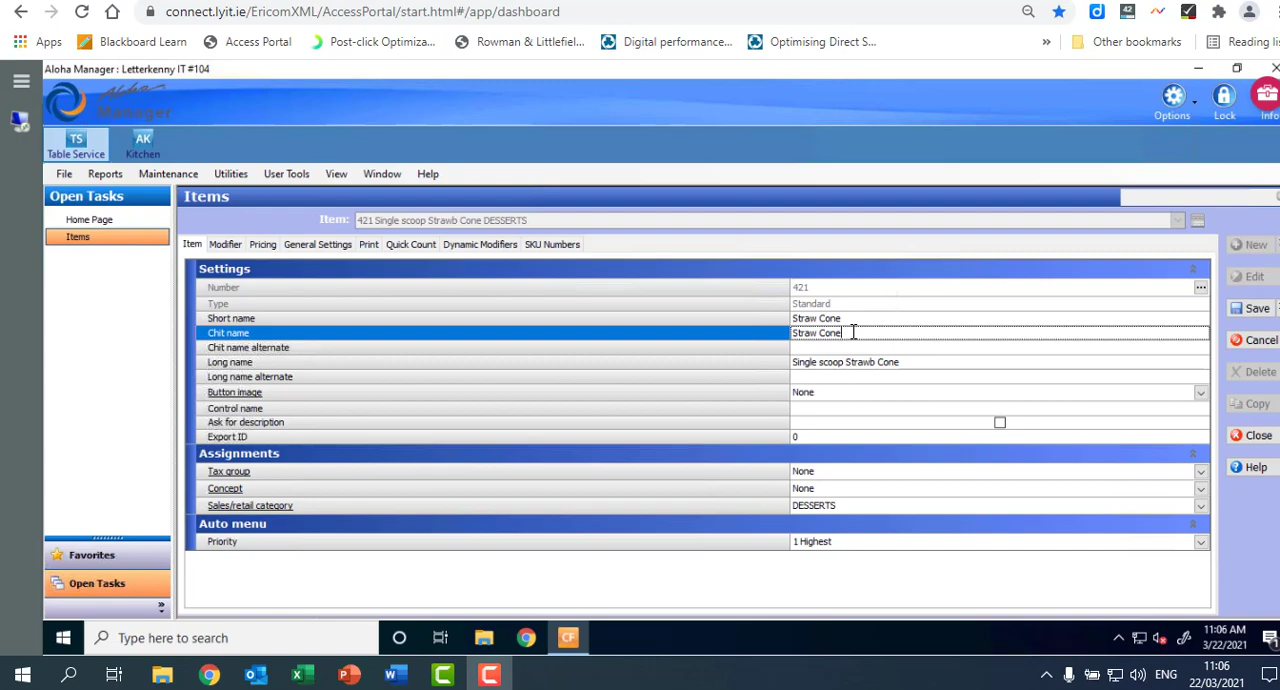 connect.lyit.ie/EricomXML/AccessPortal/start.html#/app/dashboard
42
Apps Blackboard Learn Access Portal Post-click Optimiza... Rowman & Littlefiel... Digital performanc... Optimising Direct S... » Other bookmarks Reading list
Aloha Manager: Letterkenny IT #104
Aloha
Manager
Options Lock Info
TS AK
Table Service Kitchen
File Reports Maintenance Utilities User Tools View Window Help
Open Tasks Items
Home Page
Items
Item: 421 Single scoop Strawb Cone DESSERTS
Item Modifier Pricing General Settings Print Quick Count Dynamic Modifiers SKU Numbers
New
Edit
Save
Cancel
Delete
Copy
Close
Help
Settings
Number 421 ...
Type Standard
Short name Straw Cone
Chit name Straw Cone
Chit name alternate
Long name Single scoop Strawb Cone
Long name alternate
Button image None
Control name
Ask for description
Export ID 0
Assignments
Tax group None
Concept None
Sales/retail category DESSERTS
Auto menu
Priority 1 Highest
Favorites
Open Tasks
»
Type here to search CF 11:06 AM
3/22/2021
1
ENG 11:06
22/03/2021